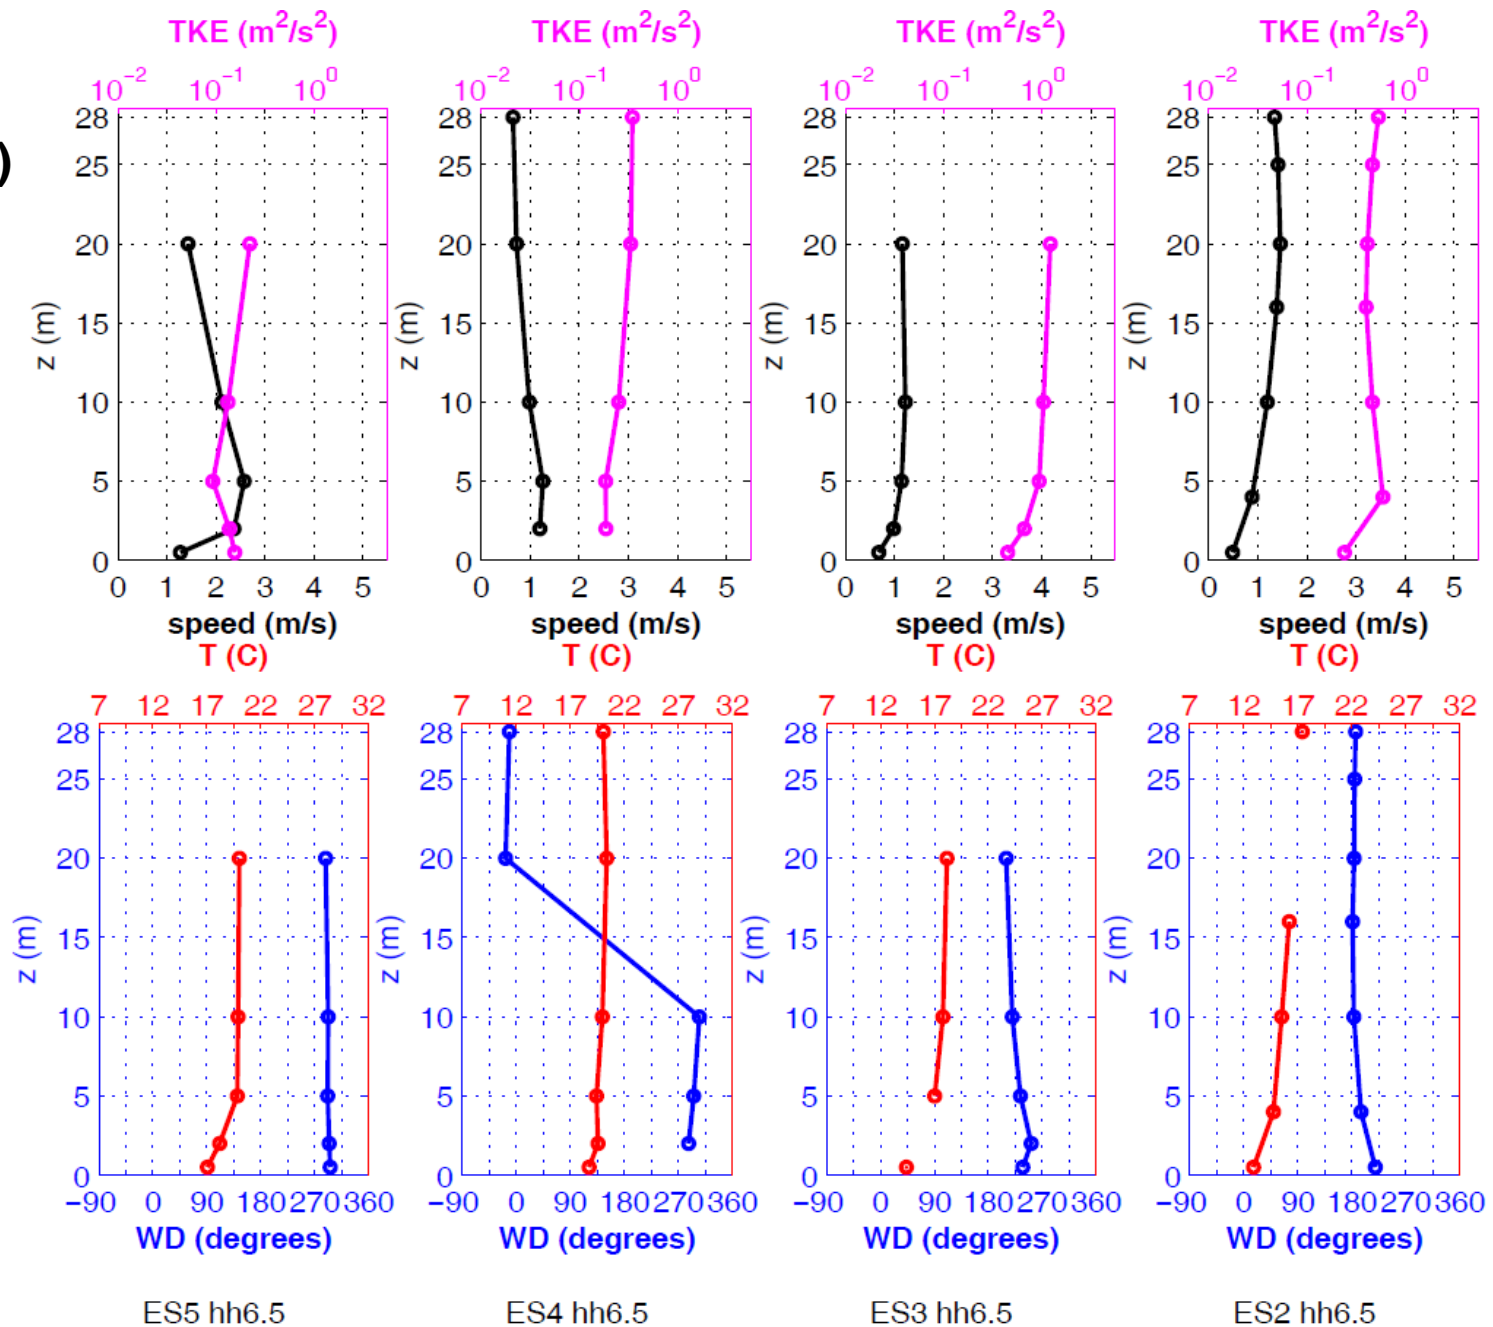 TKE (m²/s²) TKE (m²/s²) TKE (m²/s²) TKE (m²/s²)
10⁻² 10⁻¹ 10⁰ 10⁻² 10⁻¹ 10⁰ 10⁻² 10⁻¹ 10⁰ 10⁻² 10⁻¹ 10⁰
28 28 28 28
)
25 25 25 25
20 20 20 20
z (m) z (m) z (m) z (m)
15 15 15 15
10 10 10 10
5 5 5 5
0 0 0 0
0 1 2 3 4 5 0 1 2 3 4 5 0 1 2 3 4 5 0 1 2 3 4 5
speed (m/s) speed (m/s) speed (m/s) speed (m/s)
T (C) T (C) T (C) T (C)
7 12 17 22 27 32 7 12 17 22 27 32 7 12 17 22 27 32 7 12 17 22 27 32
28 28 28 28
25 25 25 25
20 20 20 20
z (m) z (m) z (m) z (m)
15 15 15 15
10 10 10 10
5 5 5 5
0 0 0 0
−90 0 90 180 270 360 −90 0 90 180 270 360 −90 0 90 180 270 360 −90 0 90 180 270 360
WD (degrees) WD (degrees) WD (degrees) WD (degrees)
ES5 hh6.5 ES4 hh6.5 ES3 hh6.5 ES2 hh6.5